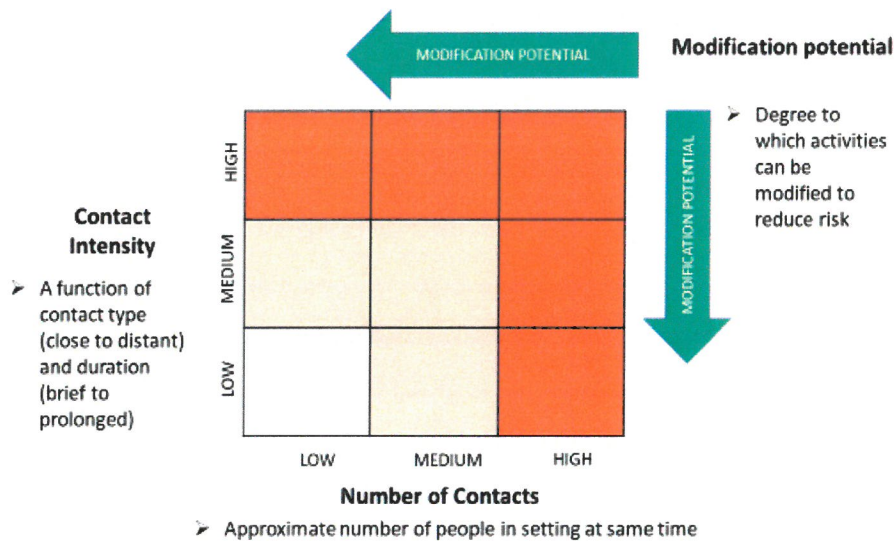 MODIFICATION POTENTIAL
Modification potential
➢ Degree to
which activities
can be
modified to
reduce risk
MODIFICATION POTENTIAL
HIGH
MEDIUM
LOW
Contact
Intensity
➢ A function of
contact type
(close to distant)
and duration
(brief to
prolonged)
LOW MEDIUM HIGH
Number of Contacts
➢ Approximate number of people in setting at same time